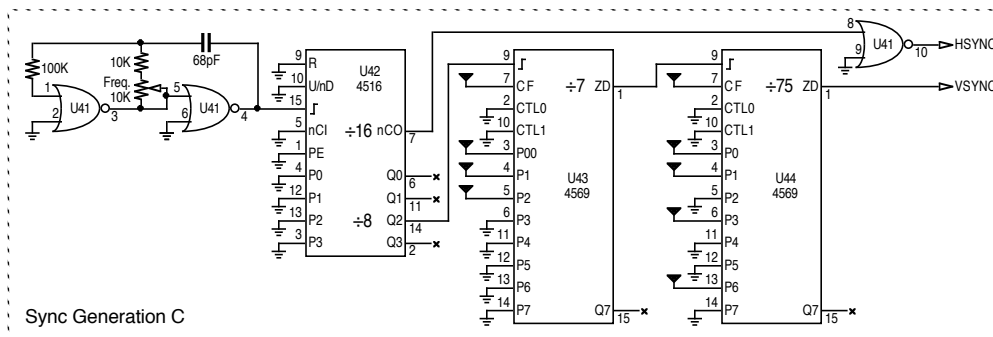 100K
1
2
U41
3
10K
Freq.
10K
68pF
5
6
U41
4
U42
4516
9 R
10 U/nD
15
5 nCI
1 PE
4 P0
12 P1
13 P2
3 P3
÷16 nCO 7
÷8
Q0 6
Q1 11
Q2 14
Q3 2
÷7 ZD 1
9
7 CF
2 CTL0
10 CTL1
3 P00
4 P1
5 P2
6 P3
11 P4
12 P5
13 P6
14 P7
U43
4569
Q7 15
÷75 ZD 1
9
7 CF
2 CTL0
10 CTL1
3 P0
4 P1
5 P2
6 P3
11 P4
12 P5
13 P6
14 P7
U44
4569
Q7 15
8
9
U41
10
HSYNC
VSYNC
Sync Generation C